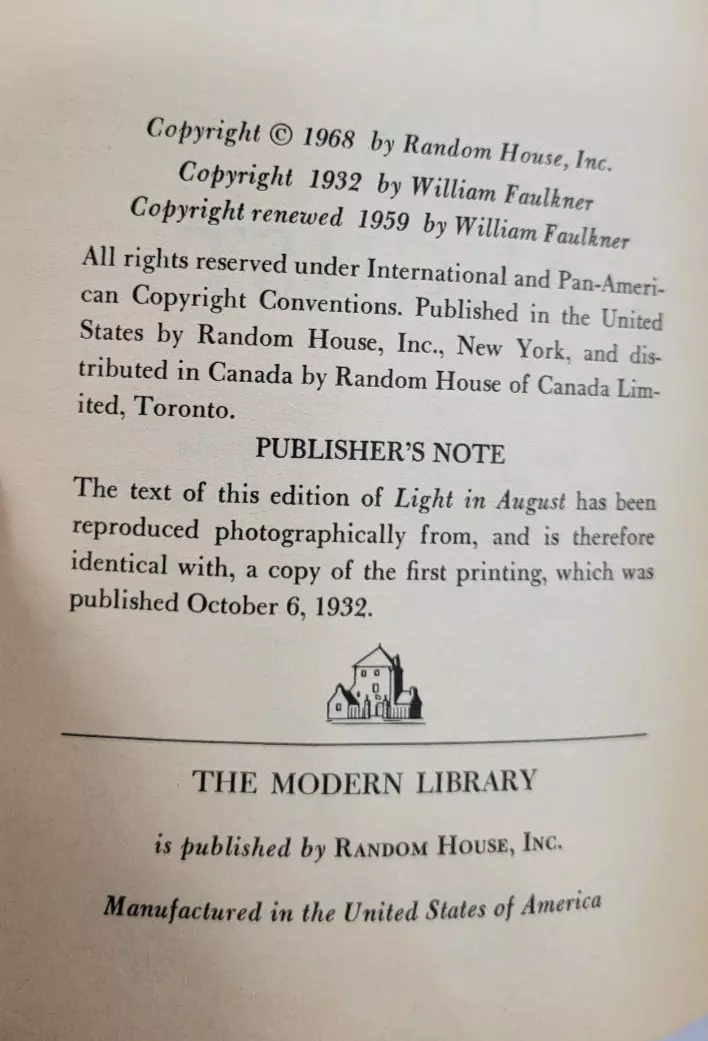 Copyright © 1968 by Random House, Inc.
Copyright 1932 by William Faulkner
Copyright renewed 1959 by William Faulkner
All rights reserved under International and Pan-Ameri-
can Copyright Conventions. Published in the United
States by Random House, Inc., New York, and dis-
tributed in Canada by Random House of Canada Lim-
ited, Toronto.
PUBLISHER'S NOTE
The text of this edition of Light in August has been
reproduced photographically from, and is therefore
identical with, a copy of the first printing, which was
published October 6, 1932.
THE MODERN LIBRARY
is published by RANDOM HOUSE, INC.
Manufactured in the United States of America